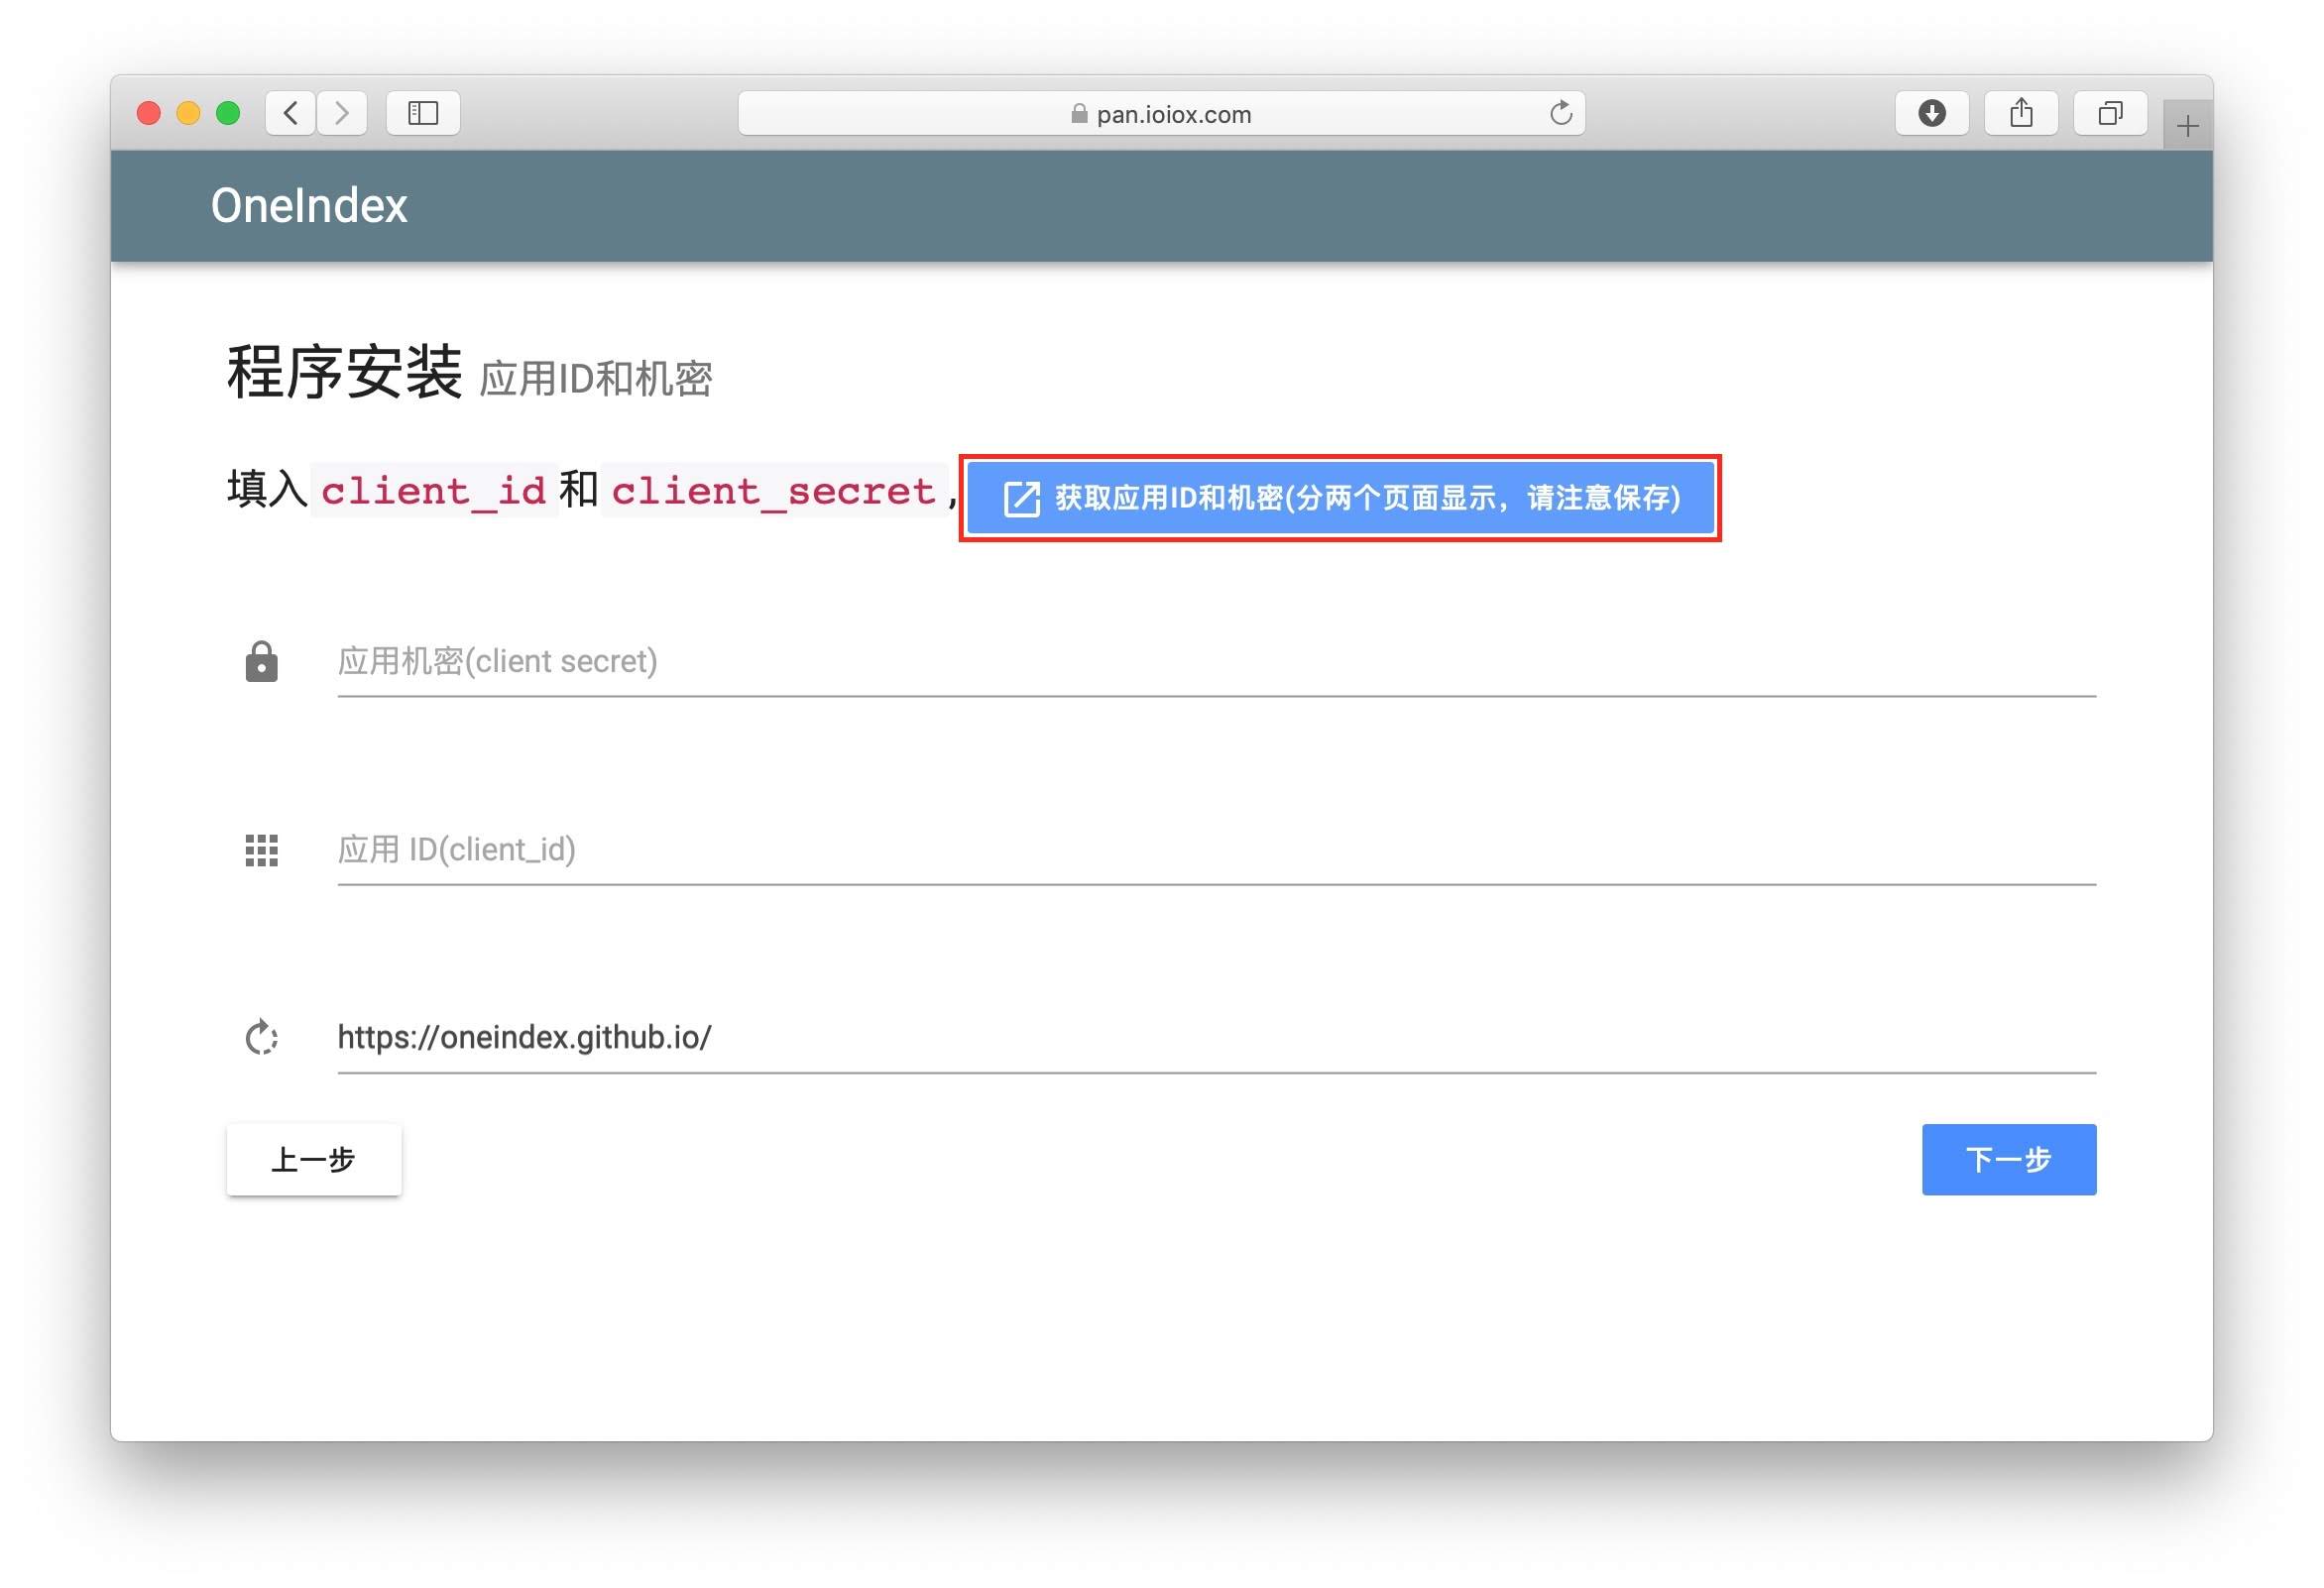 pan.ioiox.com
OneIndex
程序安装 应用ID和机密
填入 client_id 和 client_secret , 获取应用ID和机密(分两个页面显示，请注意保存)
应用机密(client secret)
应用 ID(client_id)
https://oneindex.github.io/
上一步 下一步